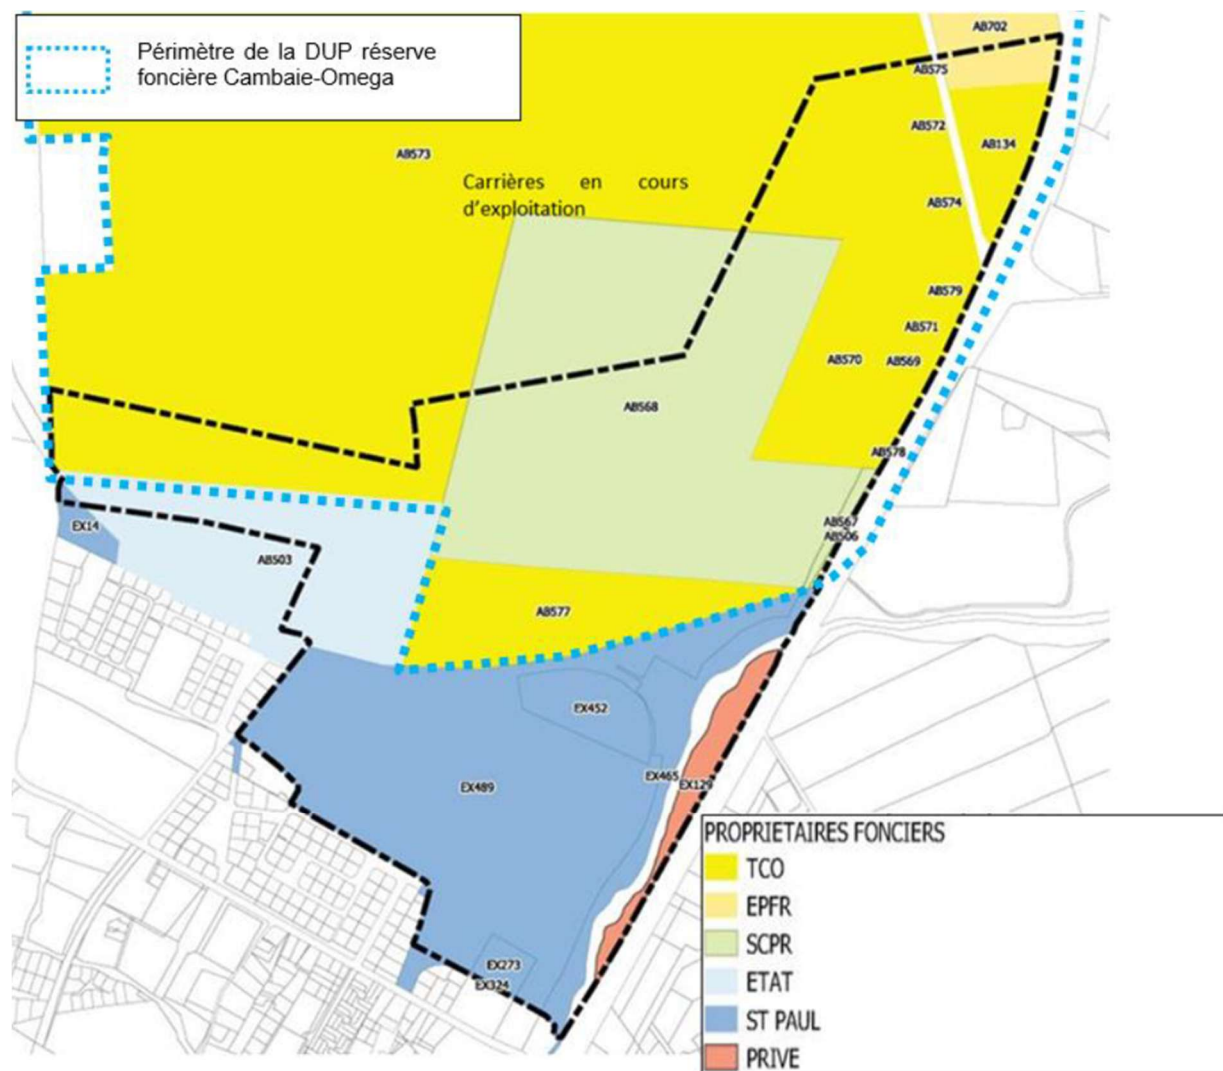 Périmètre de la DUP réserve
foncière Cambaie-Omega
AB702
AB575
AB572
AB134
AB573
Carrières en cours
d’exploitation
AB574
AB579
AB571
AB570
AB569
AB568
AB578
AB567
AB506
EX14
AB503
AB577
EX452
EX465
EX129
EX489
EX273
EX324
PROPRIETAIRES FONCIERS
TCO
EPFR
SCPR
ETAT
ST PAUL
PRIVE